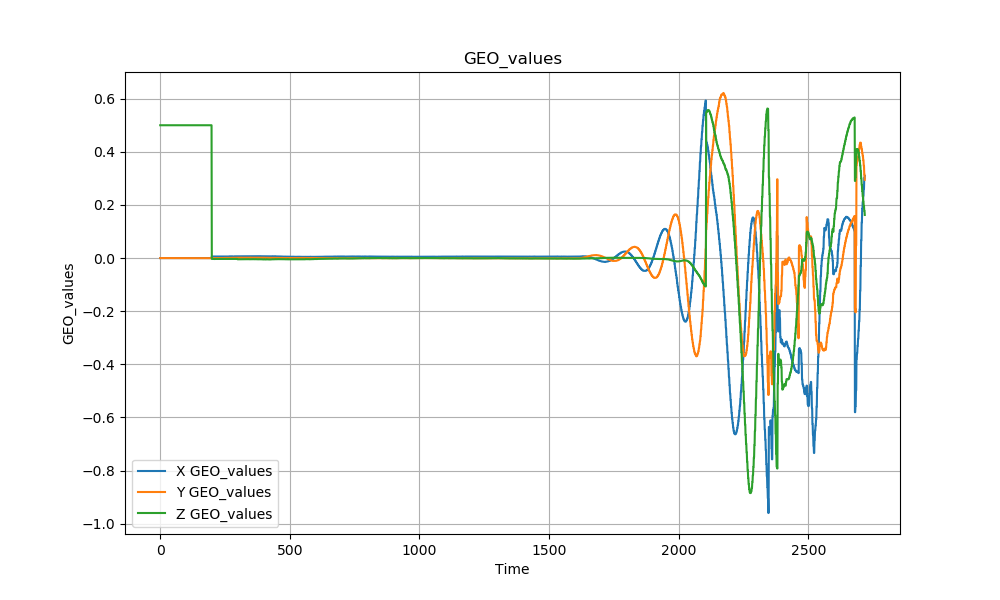 GEO_values
0.6
0.4
0.2
0.0
−0.2
−0.4
−0.6
−0.8
−1.0
GEO_values
X GEO_values
Y GEO_values
Z GEO_values
0 500 1000 1500 2000 2500
Time